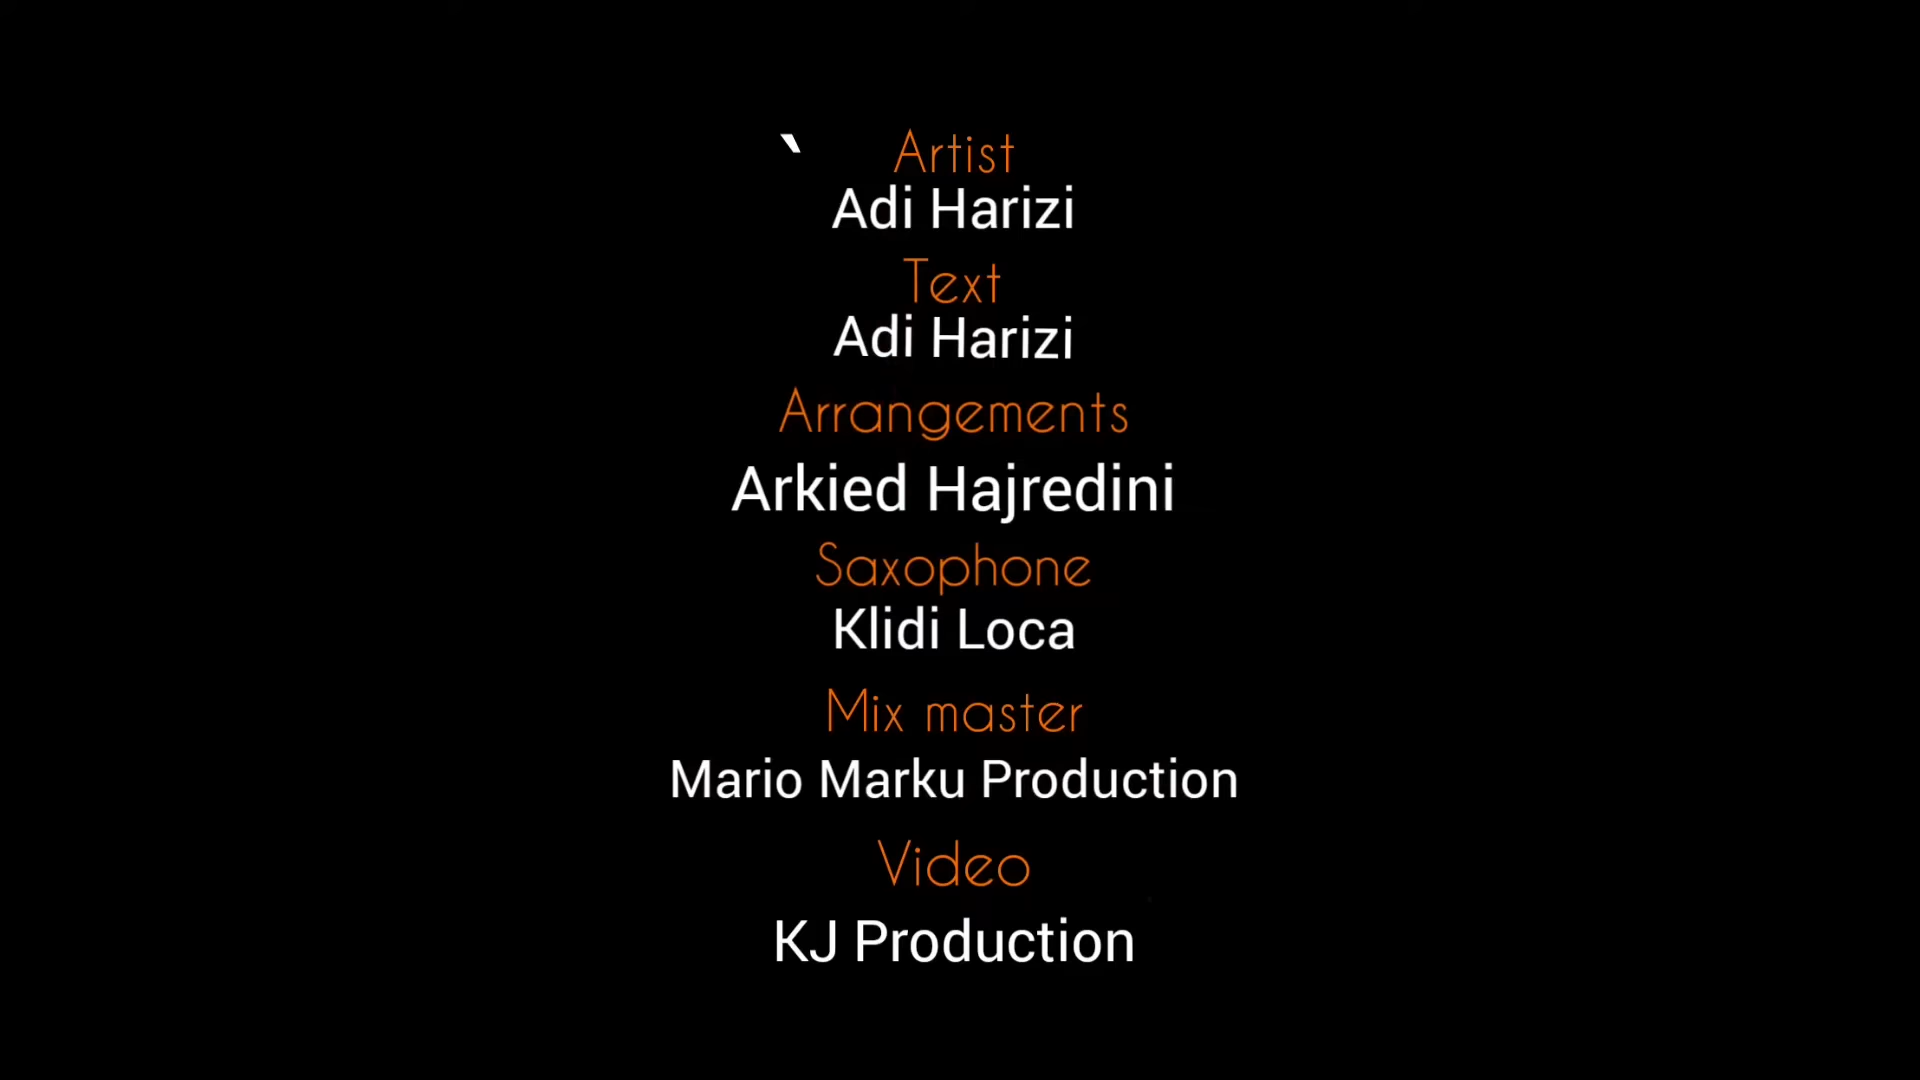 ` Artist
Adi Harizi
Text
Adi Harizi
Arrangements
Arkied Hajredini
Saxophone
Klidi Loca
Mix master
Mario Marku Production
Video
KJ Production